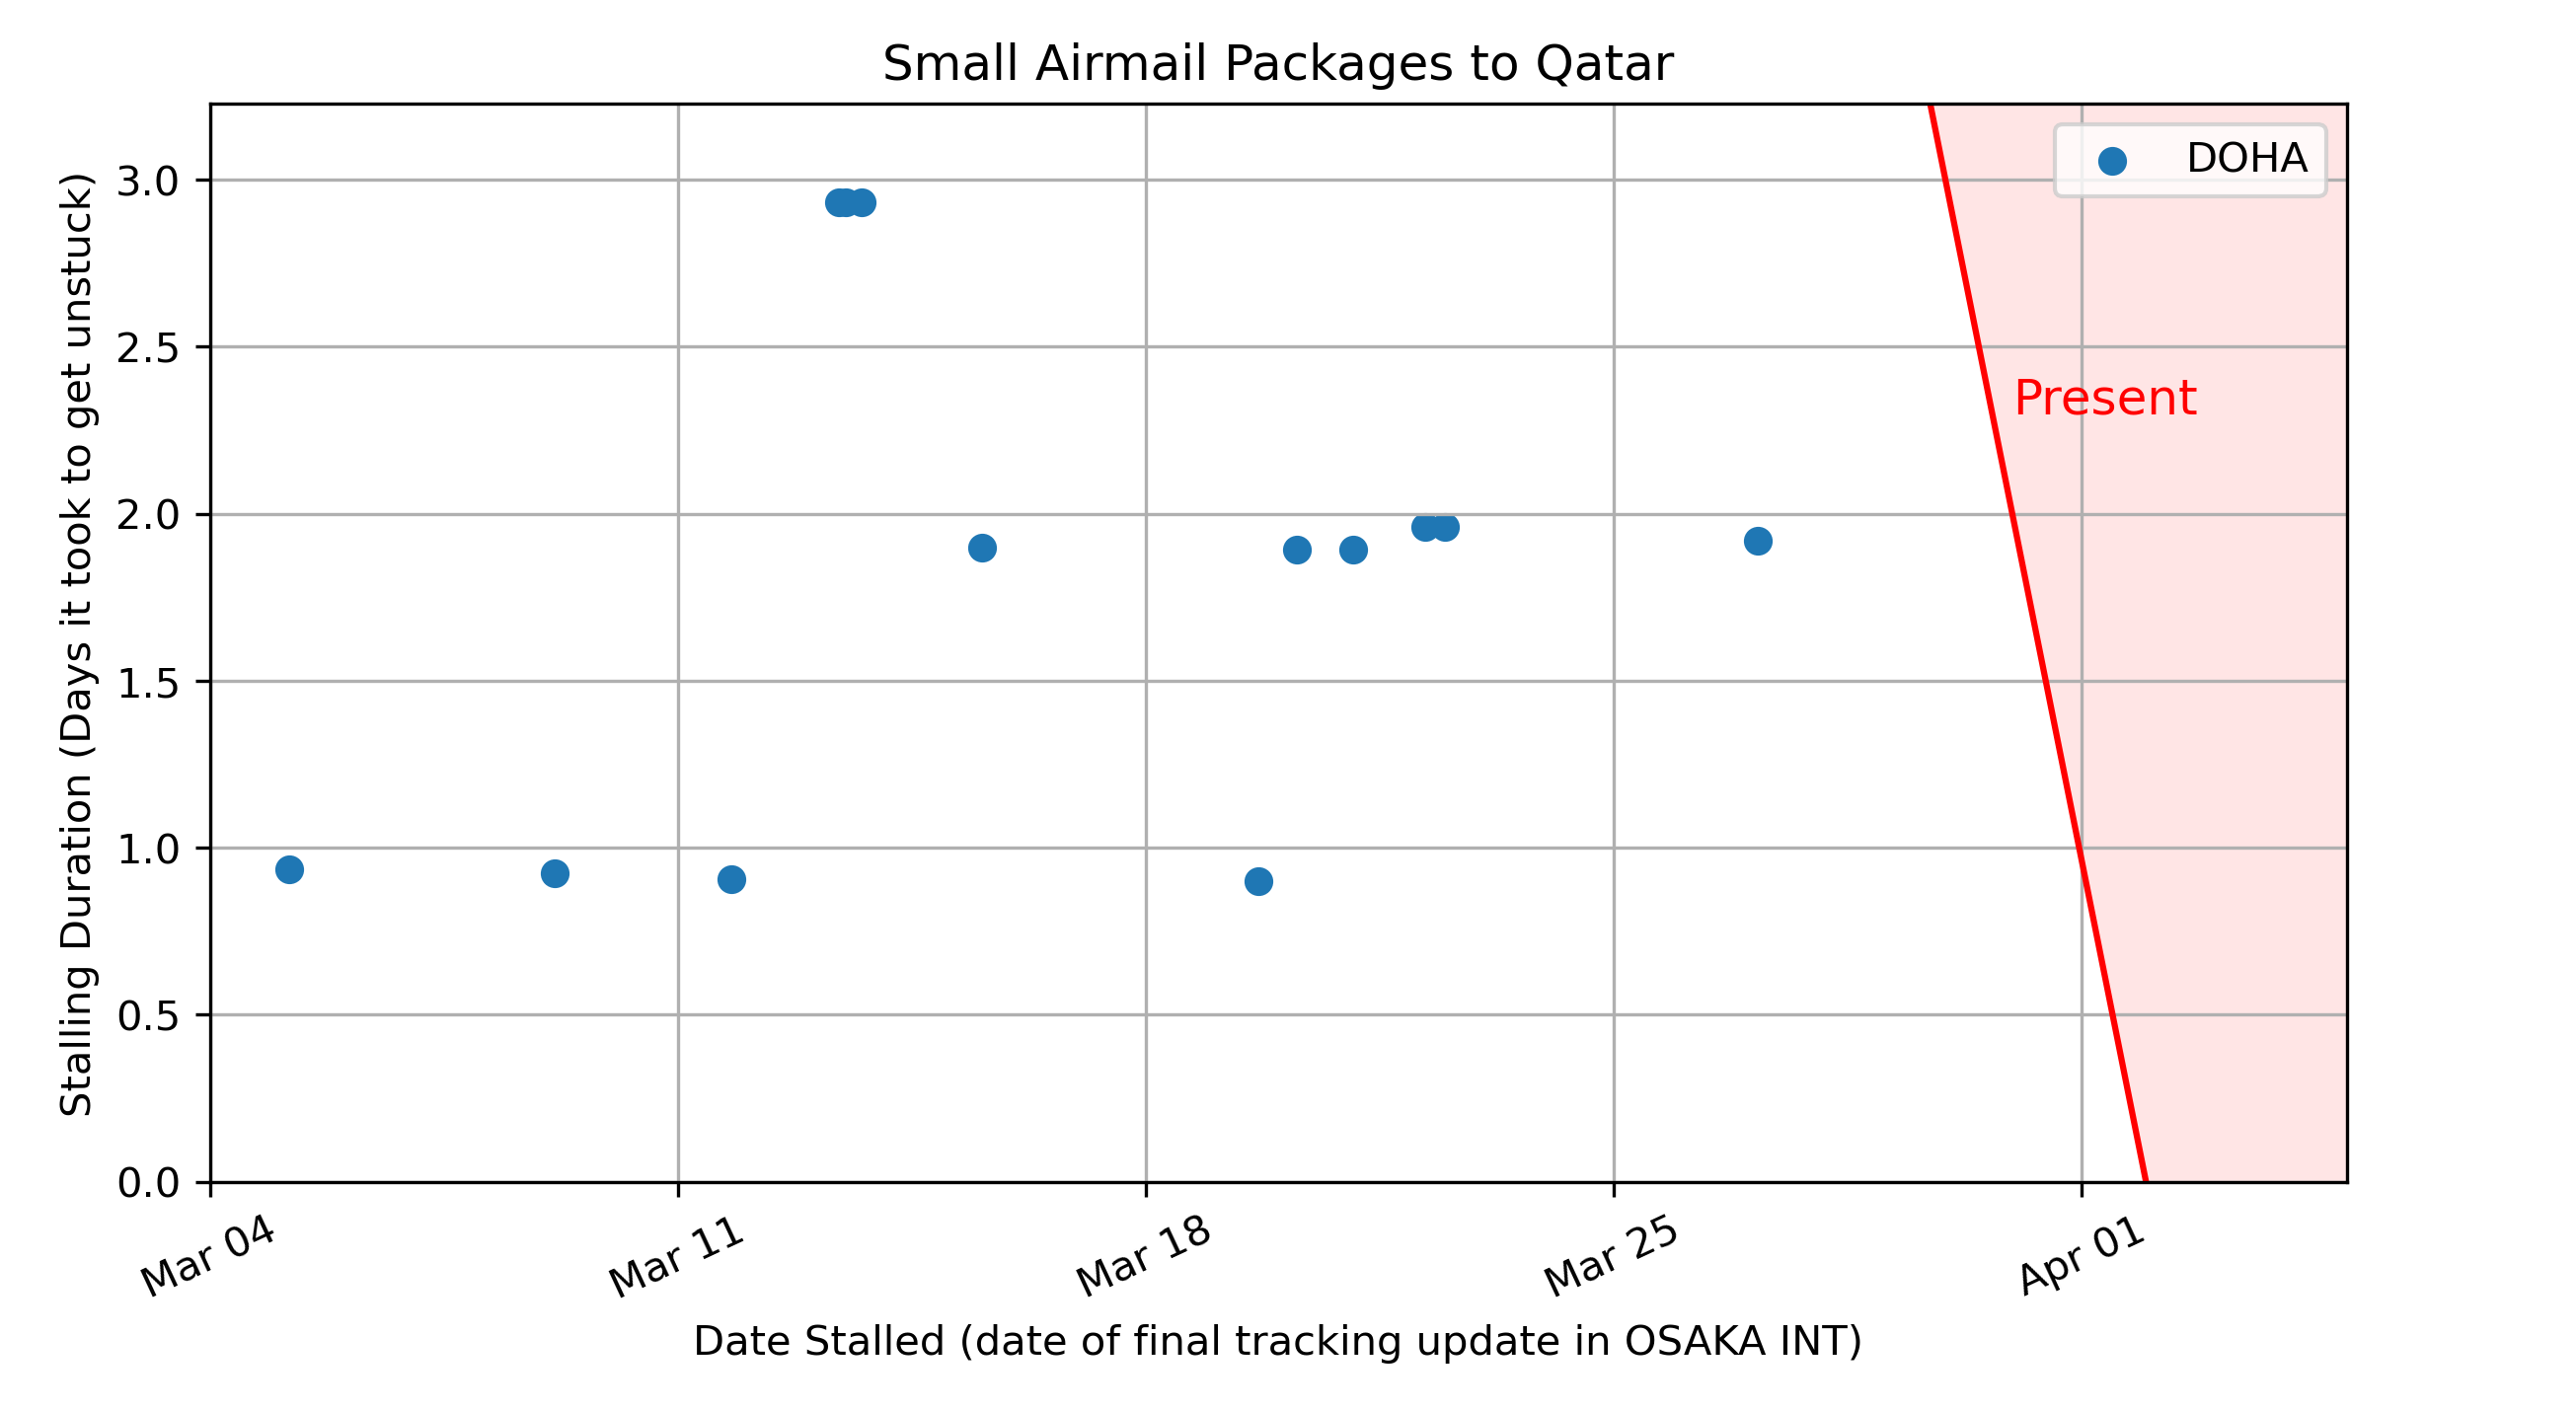 Small Airmail Packages to Qatar
DOHA
Present
Stalling Duration (Days it took to get unstuck)
3.0
2.5
2.0
1.5
1.0
0.5
0.0
Mar 04
Mar 11
Mar 18
Mar 25
Apr 01
Date Stalled (date of final tracking update in OSAKA INT)